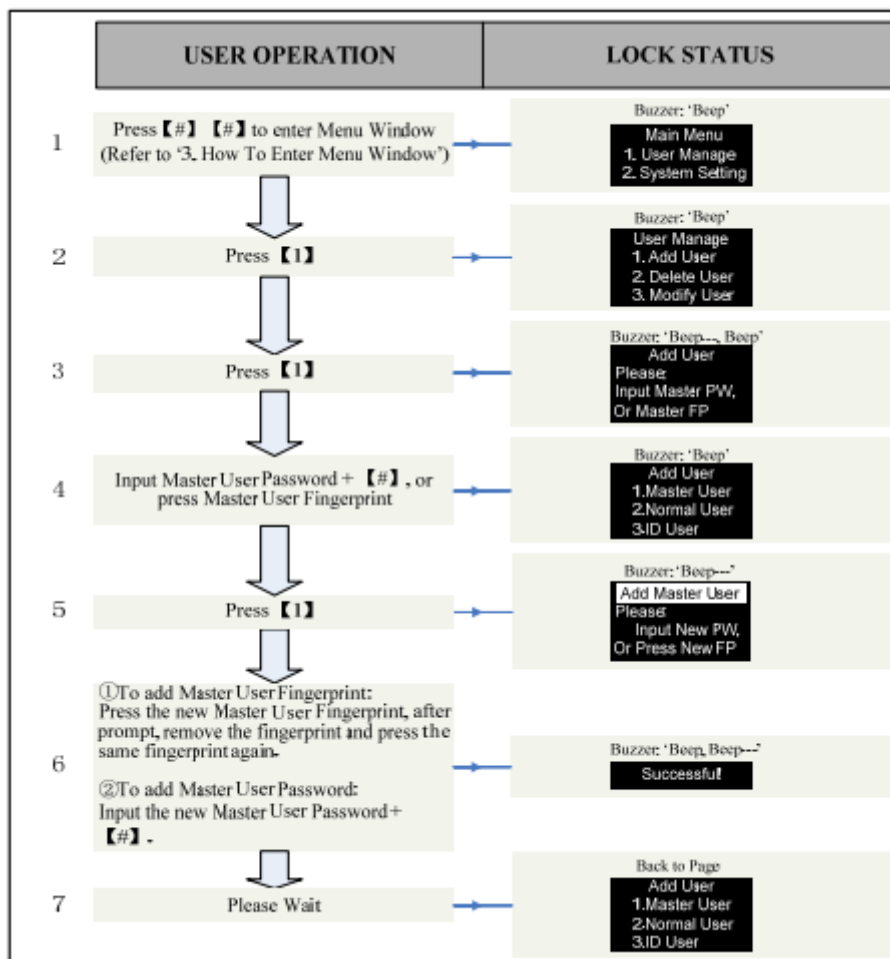 USER OPERATION
LOCK STATUS
1
Press【#】【#】to enter Menu Window
(Refer to ‘3. How To Enter Menu Window’)
Buzzer: ‘Beep’
Main Menu
1. User Manage
2. System Setting
2
Press【1】
Buzzer: ‘Beep’
User Manage
1. Add User
2. Delete User
3. Modify User
3
Press【1】
Buzzer: ‘Beep---, Beep’
Add User
Please:
Input Master PW,
Or Master FP
4
Input Master User Password + 【#】, or
press Master User Fingerprint
Buzzer: ‘Beep’
Add User
1.Master User
2.Normal User
3.ID User
5
Press【1】
Buzzer: ‘Beep---’
Add Master User
Please:
Input New PW,
Or Press New FP
6
①To add Master User Fingerprint:
Press the new Master User Fingerprint, after
prompt, remove the fingerprint and press the
same fingerprint again.
②To add Master User Password:
Input the new Master User Password+
【#】.
Buzzer: ‘Beep, Beep---’
Successful!
7
Please Wait
Back to Page
Add User
1.Master User
2.Normal User
3.ID User